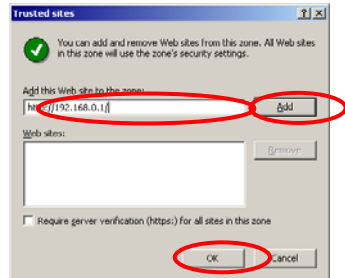 Trusted sites
You can add and remove Web sites from this zone. All Web sites
in this zone will use the zone's security settings.
Add this Web site to the zone:
http://192.168.0.1/
Add
Web sites:
Remove
Require server verification (https:) for all sites in this zone
OK
Cancel